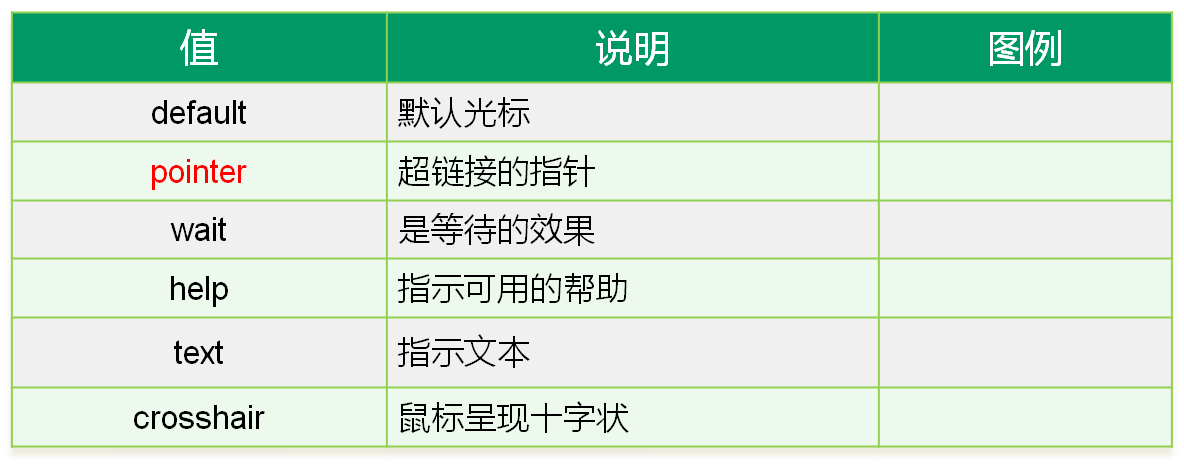 值 说明 图例
default 默认光标
pointer 超链接的指针
wait 是等待的效果
help 指示可用的帮助
text 指示文本
crosshair 鼠标呈现十字状